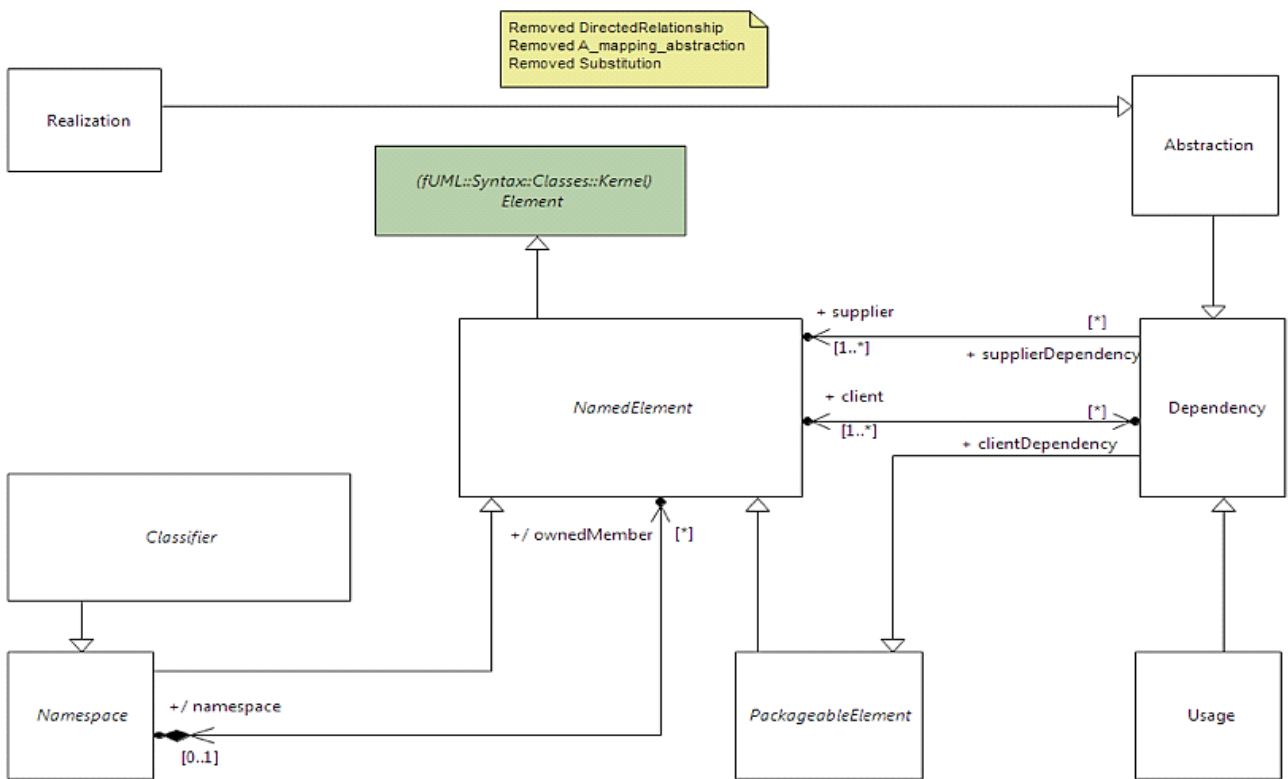 Removed DirectedRelationship
Removed A_mapping_abstraction
Removed Substitution
Realization
Abstraction
(fUML::Syntax::Classes::Kernel)
Element
+ supplier
[*]
[1..*]
+ supplierDependency
NamedElement
+ client
[*]
Dependency
[1..*]
+ clientDependency
Classifier
+/ ownedMember
[*]
+/ namespace
Namespace
[0..1]
PackageableElement
Usage